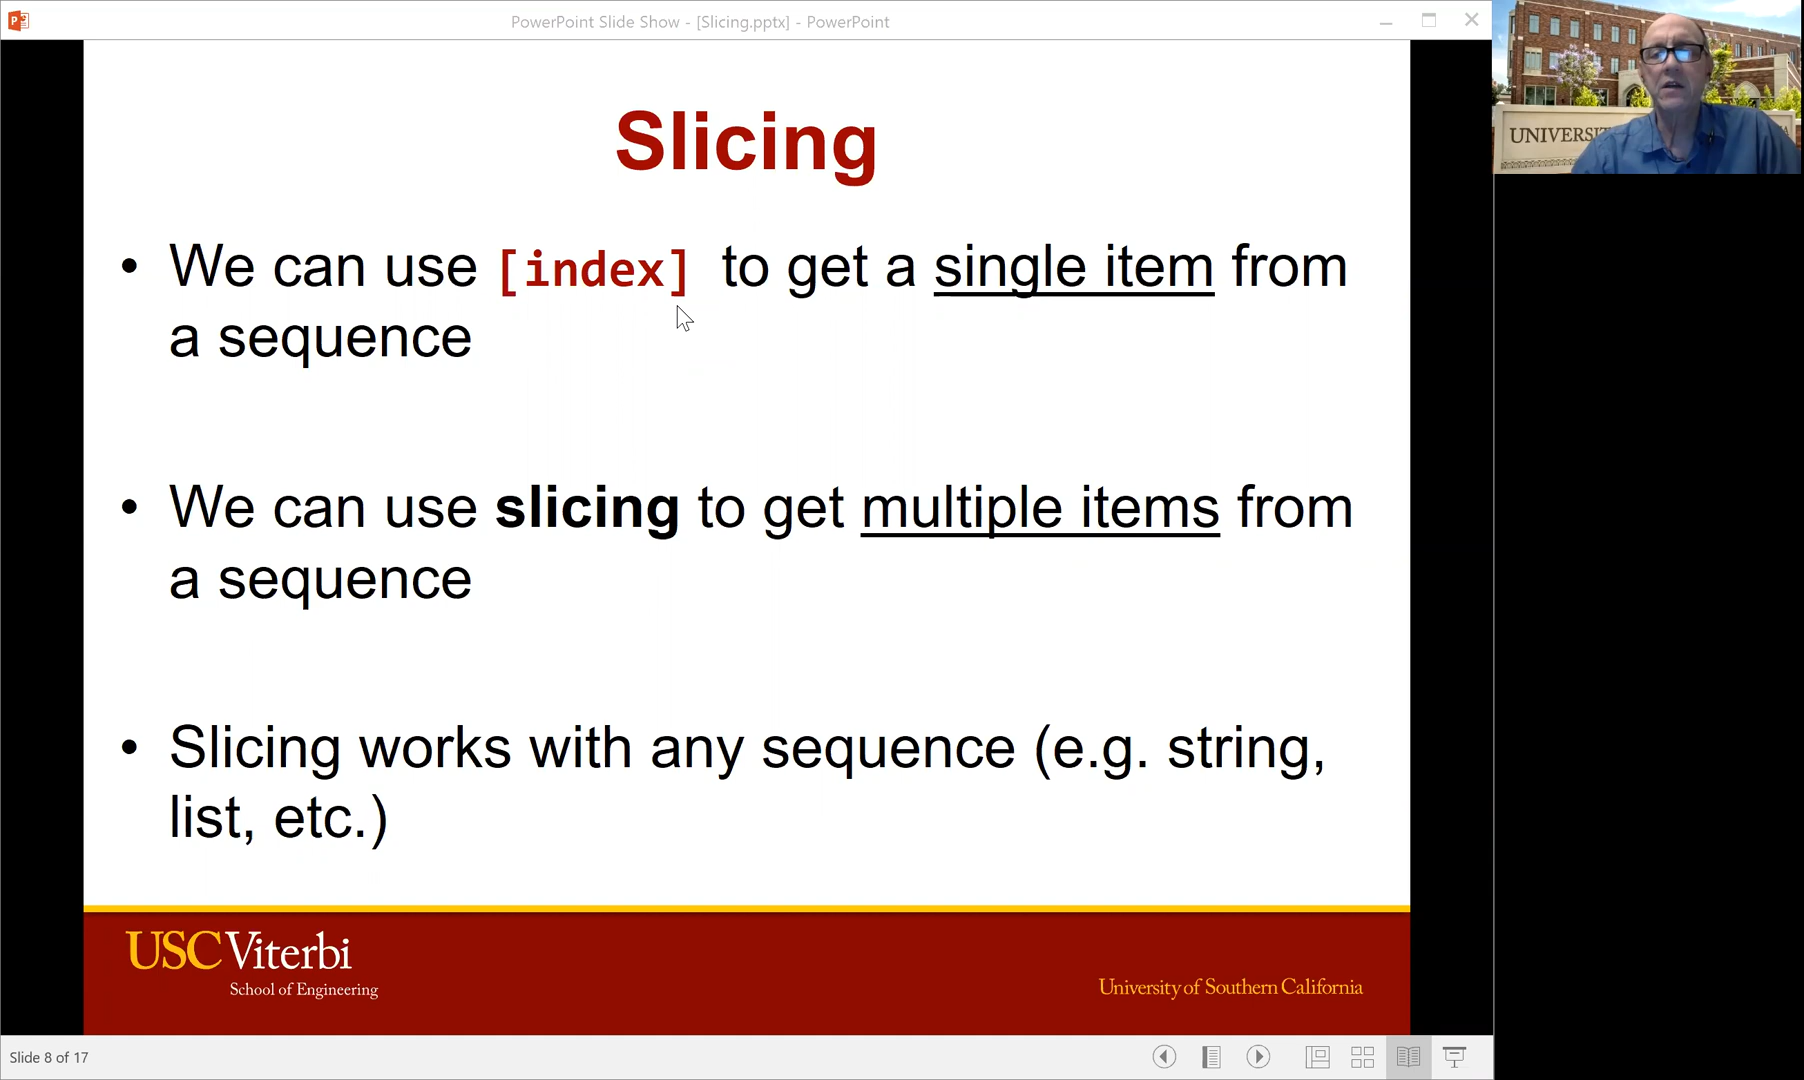 PowerPoint Slide Show - [Slicing.pptx] - PowerPoint
Slicing
• We can use [index] to get a single item from
a sequence
• We can use slicing to get multiple items from
a sequence
• Slicing works with any sequence (e.g. string,
list, etc.)
USC Viterbi
School of Engineering
University of Southern California
Slide 8 of 17